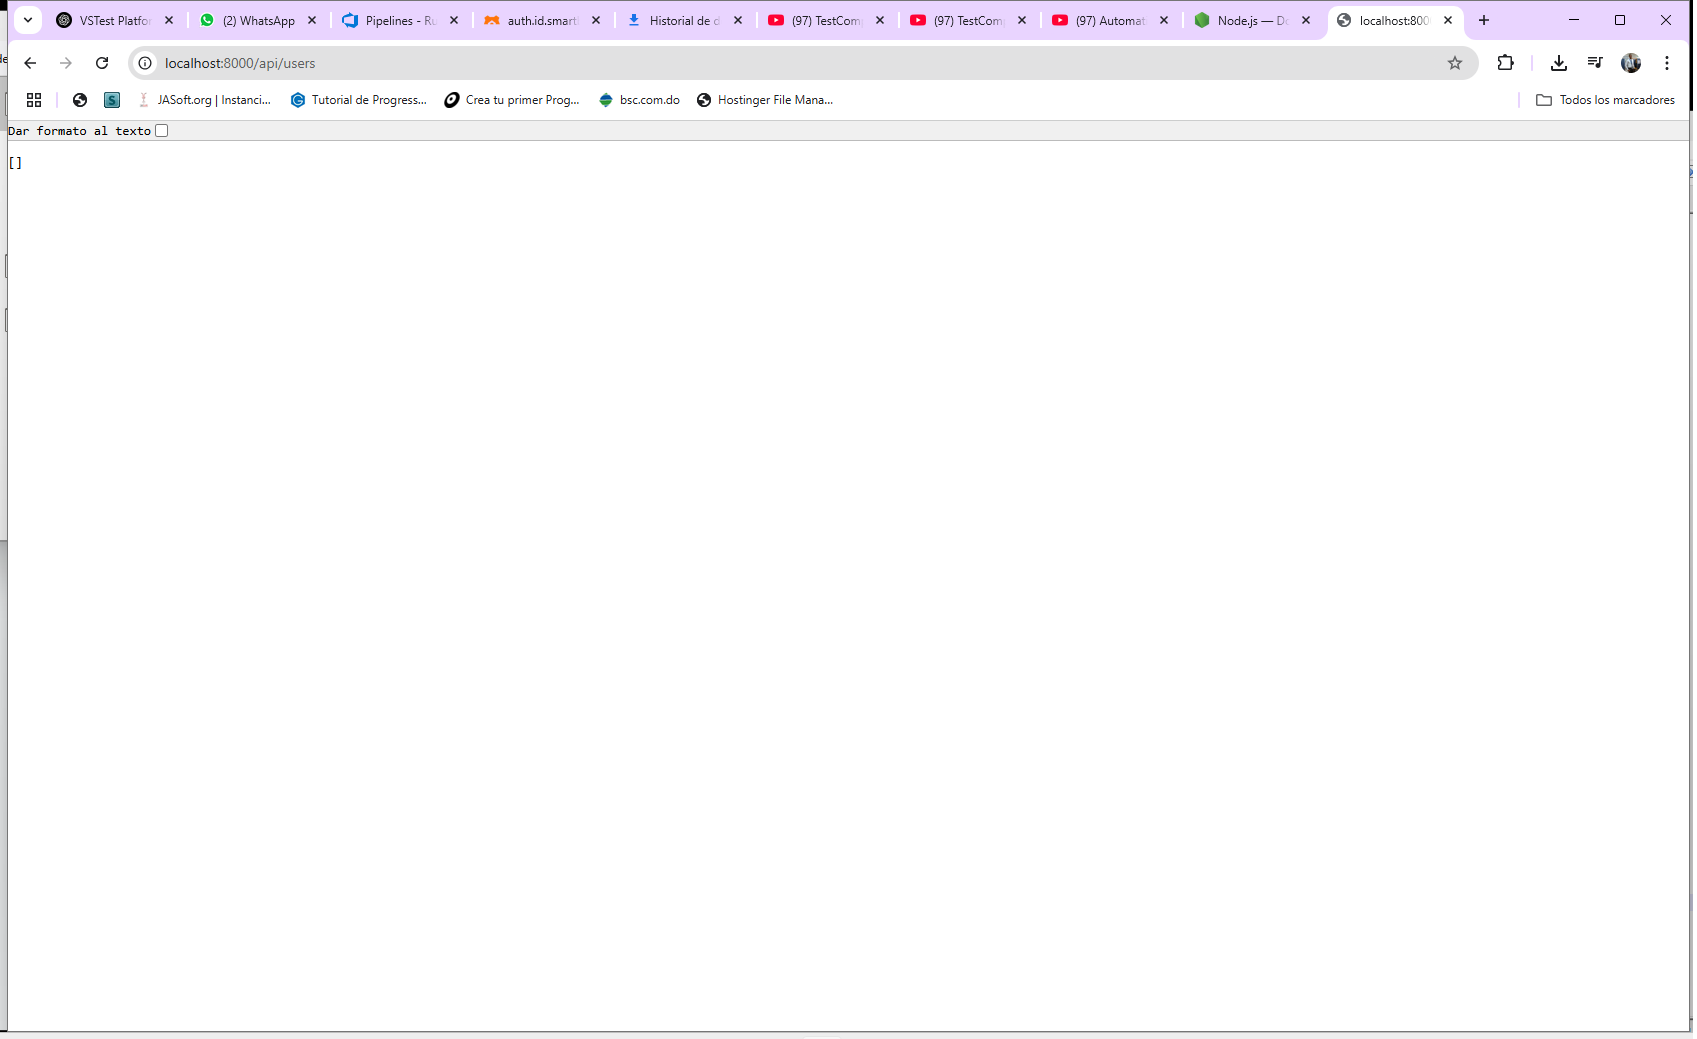 VSTest Platfor
(2) WhatsApp
Pipelines - Ru
auth.id.smart
Historial de d
(97) TestCom
(97) TestCom
(97) Automat
Node.js — Do
localhost:800
localhost:8000/api/users
JASoft.org | Instanci...
Tutorial de Progress...
Crea tu primer Prog...
bsc.com.do
Hostinger File Mana...
Todos los marcadores
Dar formato al texto
[]